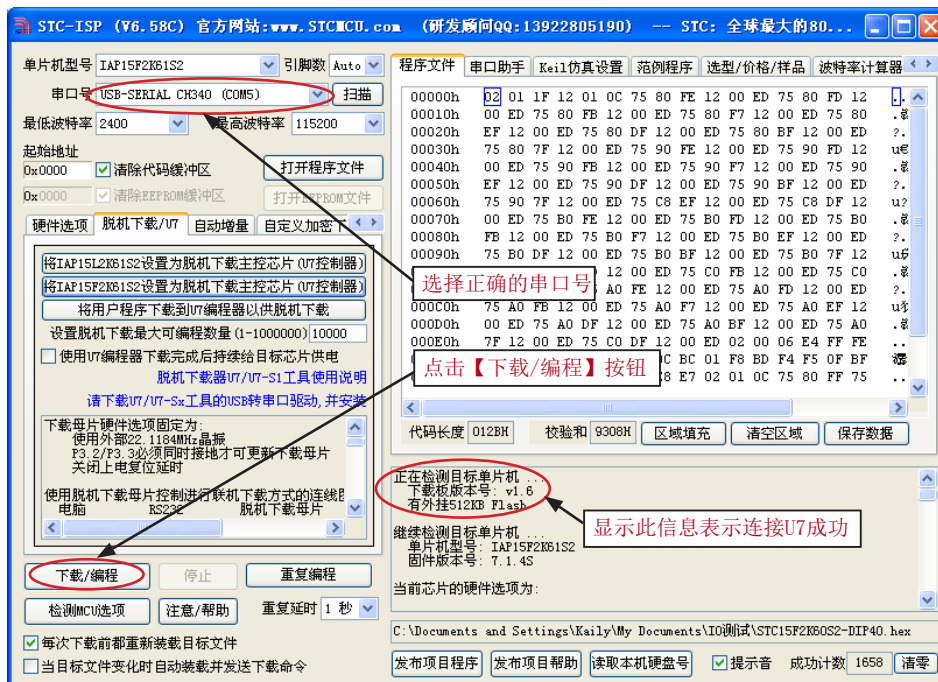 STC-ISP (V6.58C) 官方网站:www.STCMCU.com (研发顾问QQ:13922805190) -- STC: 全球最大的80...
单片机型号 IAP15F2K61S2 引脚数 Auto
串口号 USB-SERIAL CH340 (COM5) 扫描
最低波特率 2400 最高波特率 115200
起始地址
0x0000 清除代码缓冲区 打开程序文件
0x0000 清除EEPROM缓冲区 打开EEPROM文件
硬件选项 脱机下载/U7 自动增量 自定义加密下
将IAP15L2K61S2设置为脱机下载主控芯片(U7控制器)
将IAP15F2K61S2设置为脱机下载主控芯片(U7控制器)
将用户程序下载到U7编程器以供脱机下载
设置脱机下载最大可编程数量(1-1000000) 10000
使用U7编程器下载完成后持续给目标芯片供电
脱机下载器U7/U7-S1工具使用说明
请下载U7/U7-Sx工具的USB转串口驱动,并安装
下载母片硬件选项固定为:
使用外部22.1184MHz晶振
P3.2/P3.3必须同时接地才可更新下载母片
关闭上电复位延时
使用脱机下载母片控制进行联机下载方式的连线
电脑 RS232 脱机下载母片
下载/编程 停止 重复编程
检测MCU选项 注意/帮助 重复延时 1 秒
每次下载前都重新装载目标文件
当目标文件变化时自动装载并发送下载命令
程序文件 串口助手 Keil仿真设置 范例程序 选型/价格/样品 波特率计算器
00000h 02 01 1F 12 01 0C 75 80 FE 12 00 ED 75 80 FD 12 ..
00010h 00 ED 75 80 FB 12 00 ED 75 80 F7 12 00 ED 75 80
00020h EF 12 00 ED 75 80 DF 12 00 ED 75 80 BF 12 00 ED ?.
00030h 75 80 7F 12 00 ED 75 90 FE 12 00 ED 75 90 FD 12 u€
00040h 00 ED 75 90 FB 12 00 ED 75 90 F7 12 00 ED 75 90
00050h EF 12 00 ED 75 90 DF 12 00 ED 75 90 BF 12 00 ED ?.
00060h 75 90 7F 12 00 ED 75 C8 EF 12 00 ED 75 C8 DF 12 u?
00070h 00 ED 75 B0 FE 12 00 ED 75 B0 FD 12 00 ED 75 B0
00080h FB 12 00 ED 75 B0 F7 12 00 ED 75 B0 EF 12 00 ED ?.
00090h 75 B0 DF 12 00 ED 75 B0 BF 12 00 ED 75 B0 7F 12
12 00 ED 75 C0 FB 12 00 ED 75 C0
75 A0 FE 12 00 ED 75 A0 FD 12 00 ED ?.
000C0h 75 A0 FB 12 00 ED 75 A0 F7 12 00 ED 75 A0 EF 12
000D0h 00 ED 75 A0 DF 12 00 ED 75 A0 BF 12 00 ED 75 A0
000E0h 7F 12 00 ED 75 C0 DF 12 00 ED 02 00 06 E4 FF FE ..
BC 01 F8 BD F4 F5 0F BF
E7 02 01 0C 75 80 FF 75 ..
选择正确的串口号
点击【下载/编程】按钮
代码长度 012BH 校验和 9308H 区域填充 清空区域 保存数据
正在检测目标单片机 ...
下载板版本号: v1.6
有外挂512KB Flash
显示此信息表示连接U7成功
继续检测目标单片机 ...
单片机型号: IAP15F2K61S2
固件版本号: 7.1.4S
当前芯片的硬件选项为:
C:\Documents and Settings\Kaily\My Documents\IO测试\STC15F2K60S2-DIP40.hex
发布项目程序 发布项目帮助 读取本机硬盘号 提示音 成功计数 1658 清零